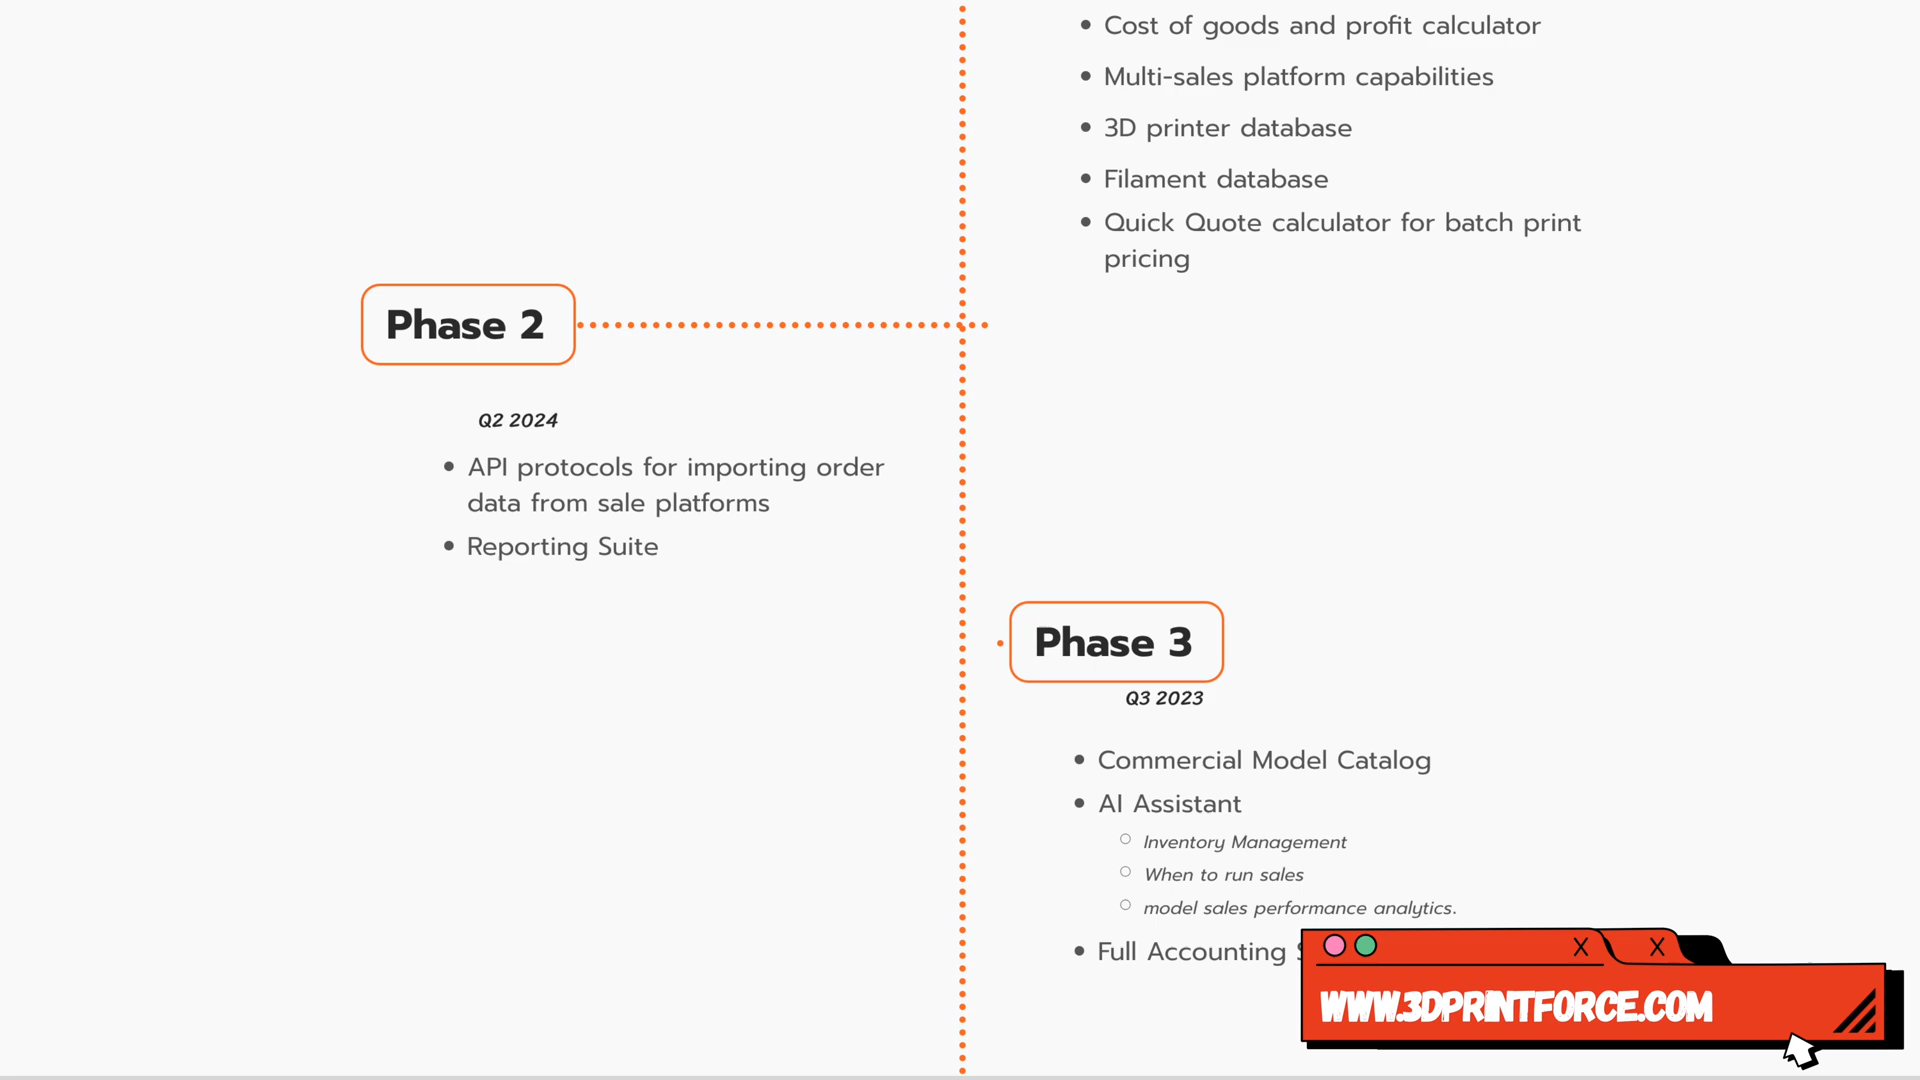 Cost of goods and profit calculator
Multi-sales platform capabilities
3D printer database
Filament database
Quick Quote calculator for batch print
pricing
Phase 2
Q2 2024
API protocols for importing order
data from sale platforms
Reporting Suite
Phase 3
Q3 2023
Commercial Model Catalog
AI Assistant
Inventory Management
When to run sales
model sales performance analytics.
Full Accounting
X X
WWW.3DPRINTFORCE.COM